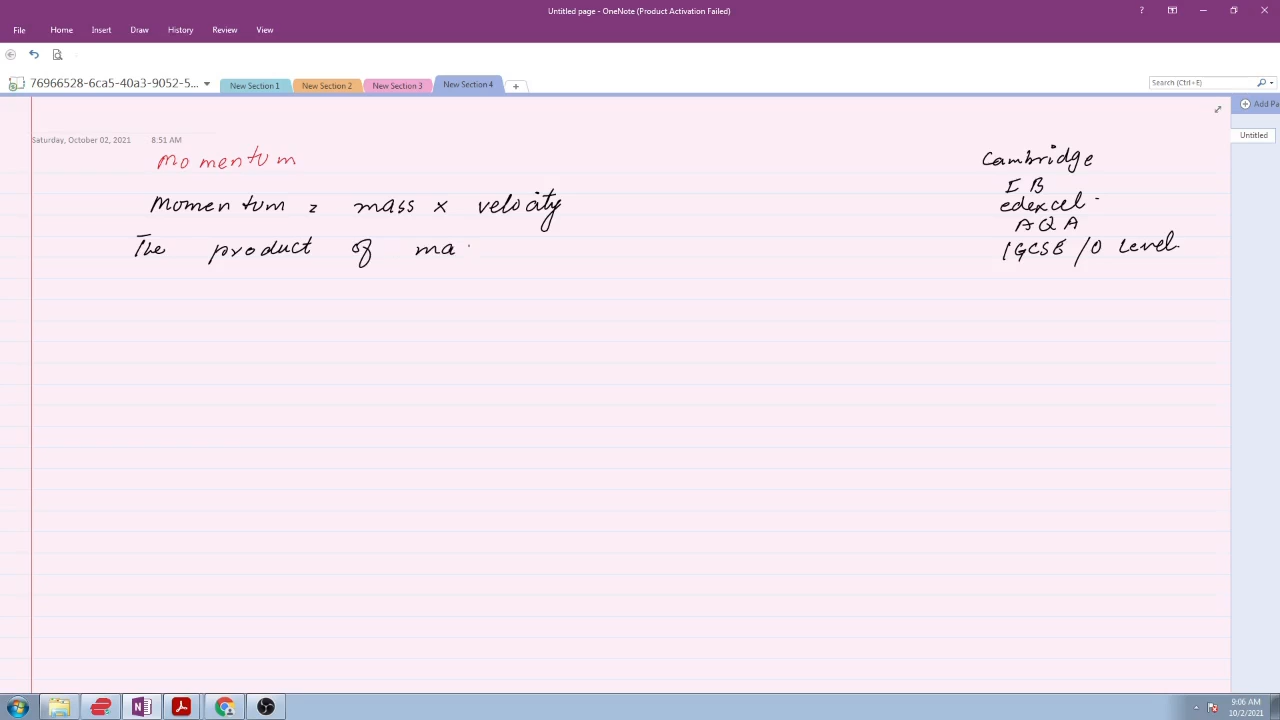 Untitled page - OneNote (Product Activation Failed)
File Home Insert Draw History Review View
76966528-6ca5-40a3-9052-5... New Section 1 New Section 2 New Section 3 New Section 4
Search (Ctrl+E)
Add Pa
Untitled
Saturday, October 02, 2021 8:51 AM
Momentum
Momentum = mass x velocity
The product of ma
Cambridge
IB
edexcel
AQA
IGCSE / O Level
9:06 AM
10/2/2021